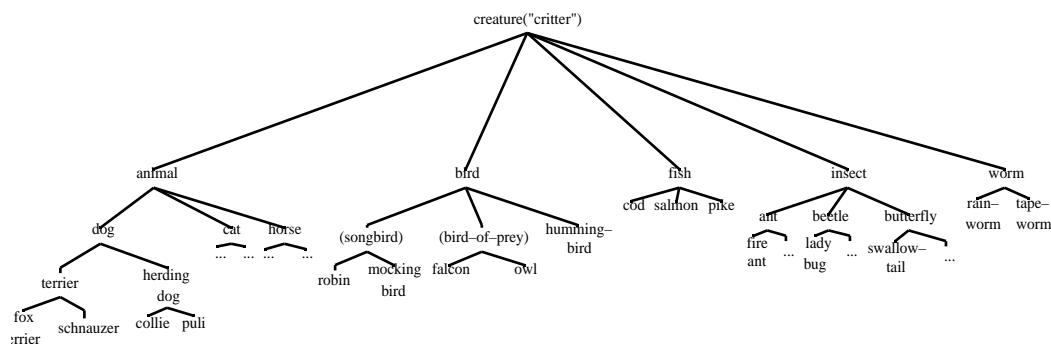 creature("critter")
animal bird fish insect worm
dog cat horse (songbird) (bird–of–prey) humming–
bird cod salmon pike ant beetle butterfly rain–
worm tape–
worm
... ... ... ...
robin mocking
bird falcon owl
fire
ant ... lady
bug ... swallow–
tail ...
terrier herding
dog
fox
errier schnauzer collie puli